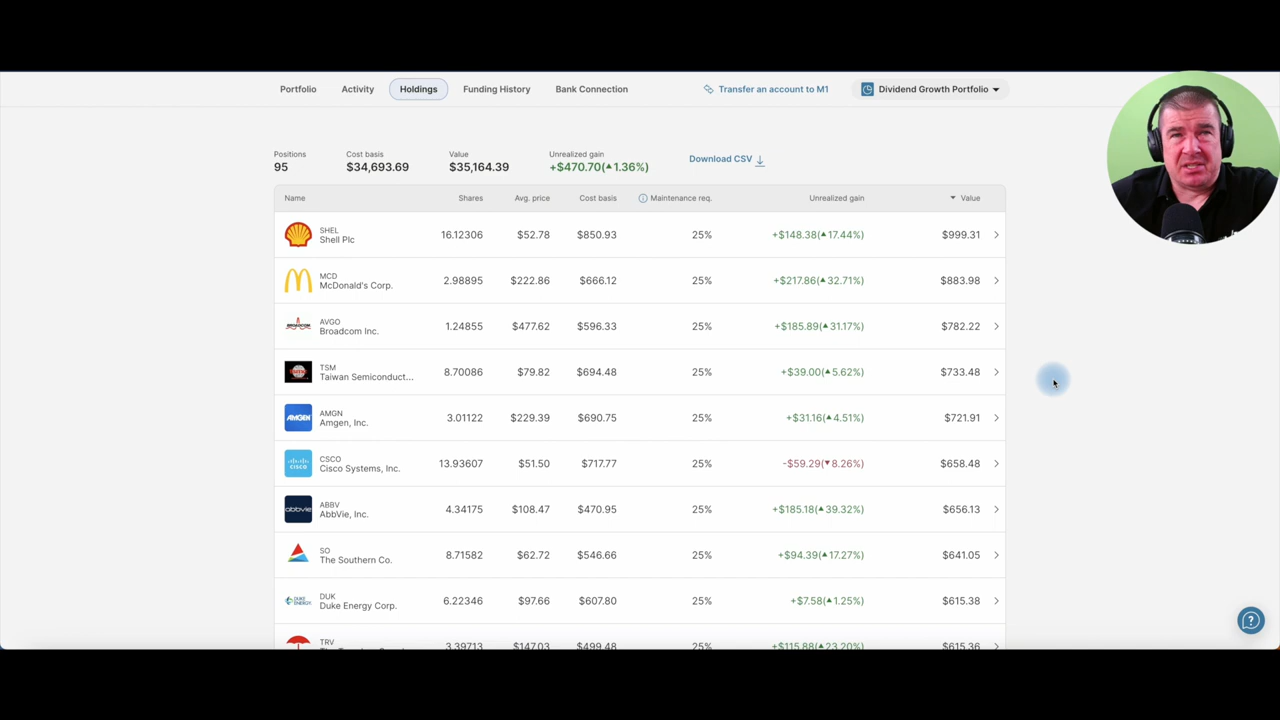 Portfolio Activity Holdings Funding History Bank Connection Transfer an account to M1 Dividend Growth Portfolio
Positions Cost basis Value Unrealized gain
95 $34,693.69 $35,164.39 +$470.70(▲1.36%) Download CSV
Name Shares Avg. price Cost basis Maintenance req. Unrealized gain Value
SHEL
Shell Plc 16.12306 $52.78 $850.93 25% +$148.38(▲17.44%) $999.31
MCD
McDonald's Corp. 2.98895 $222.86 $666.12 25% +$217.86(▲32.71%) $883.98
BROADCOM
AVGO
Broadcom Inc. 1.24855 $477.62 $596.33 25% +$185.89(▲31.17%) $782.22
TSM
Taiwan Semiconduct... 8.70086 $79.82 $694.48 25% +$39.00(▲5.62%) $733.48
AMGEN
AMGN
Amgen, Inc. 3.01122 $229.39 $690.75 25% +$31.16(▲4.51%) $721.91
CISCO
CSCO
Cisco Systems, Inc. 13.93607 $51.50 $717.77 25% -$59.29(▼8.26%) $658.48
abbvie
ABBV
AbbVie, Inc. 4.34175 $108.47 $470.95 25% +$185.18(▲39.32%) $656.13
SO
The Southern Co. 8.71582 $62.72 $546.66 25% +$94.39(▲17.27%) $641.05
DUKE ENERGY
DUK
Duke Energy Corp. 6.22346 $97.66 $607.80 25% +$7.58(▲1.25%) $615.38
TRV
3.39713 $147.03 $499.48 25% +$115.88(▲23.20%) $615.36